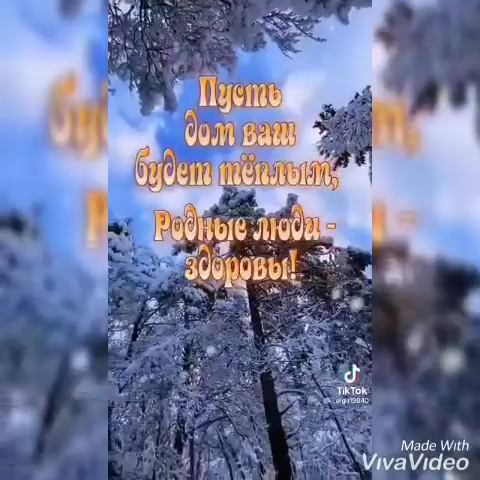 Пусть
дом ваш
будет тёплым,
Родные люди -
здоровы!
TikTok
Made With
VivaVideo